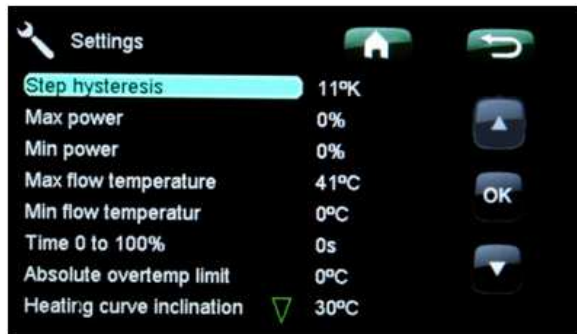 Settings
Step hysteresis 11ºK
Max power 0%
Min power 0%
Max flow temperature 41ºC
OK
Min flow temperatur 0ºC
Time 0 to 100% 0s
Absolute overtemp limit 0ºC
Heating curve inclination 30ºC